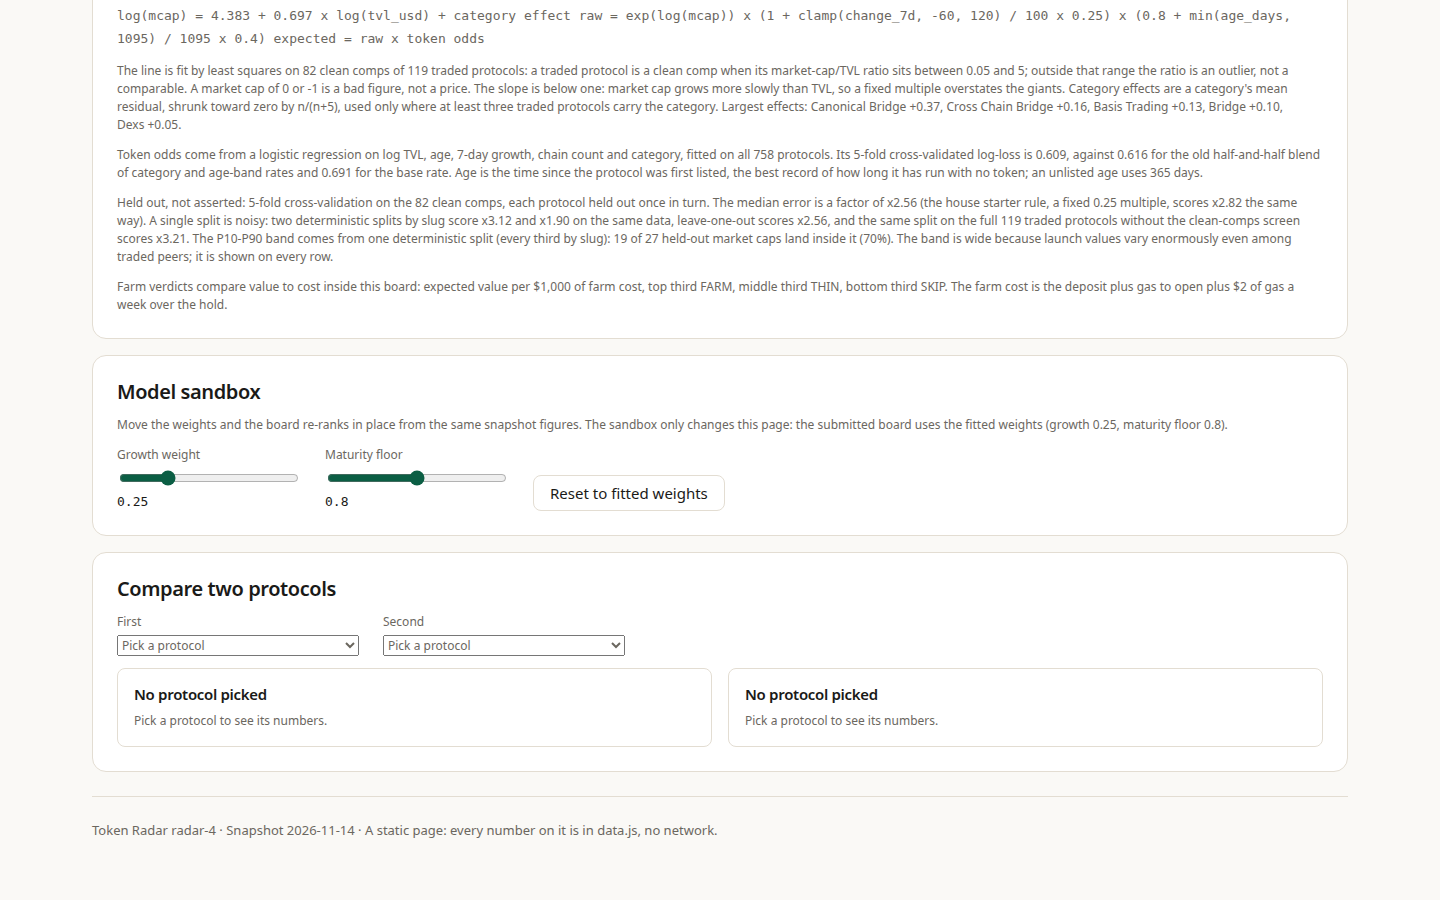 log(mcap) = 4.383 + 0.697 x log(tvl_usd) + category effect raw = exp(log(mcap)) x (1 + clamp(change_7d, -60, 120) / 100 x 0.25) x (0.8 + min(age_days,
1095) / 1095 x 0.4) expected = raw x token odds
The line is fit by least squares on 82 clean comps of 119 traded protocols: a traded protocol is a clean comp when its market-cap/TVL ratio sits between 0.05 and 5; outside that range the ratio is an outlier, not a
comparable. A market cap of 0 or -1 is a bad figure, not a price. The slope is below one: market cap grows more slowly than TVL, so a fixed multiple overstates the giants. Category effects are a category's mean
residual, shrunk toward zero by n/(n+5), used only where at least three traded protocols carry the category. Largest effects: Canonical Bridge +0.37, Cross Chain Bridge +0.16, Basis Trading +0.13, Bridge +0.10,
Dexs +0.05.
Token odds come from a logistic regression on log TVL, age, 7-day growth, chain count and category, fitted on all 758 protocols. Its 5-fold cross-validated log-loss is 0.609, against 0.616 for the old half-and-half blend
of category and age-band rates and 0.691 for the base rate. Age is the time since the protocol was first listed, the best record of how long it has run with no token; an unlisted age uses 365 days.
Held out, not asserted: 5-fold cross-validation on the 82 clean comps, each protocol held out once in turn. The median error is a factor of x2.56 (the house starter rule, a fixed 0.25 multiple, scores x2.82 the same
way). A single split is noisy: two deterministic splits by slug score x3.12 and x1.90 on the same data, leave-one-out scores x2.56, and the same split on the full 119 traded protocols without the clean-comps screen
scores x3.21. The P10-P90 band comes from one deterministic split (every third by slug): 19 of 27 held-out market caps land inside it (70%). The band is wide because launch values vary enormously even among
traded peers; it is shown on every row.
Farm verdicts compare value to cost inside this board: expected value per $1,000 of farm cost, top third FARM, middle third THIN, bottom third SKIP. The farm cost is the deposit plus gas to open plus $2 of gas a
week over the hold.
Model sandbox
Move the weights and the board re-ranks in place from the same snapshot figures. The sandbox only changes this page: the submitted board uses the fitted weights (growth 0.25, maturity floor 0.8).
Growth weight Maturity floor
Reset to fitted weights
0.25 0.8
Compare two protocols
First Second
Pick a protocol Pick a protocol
No protocol picked No protocol picked
Pick a protocol to see its numbers. Pick a protocol to see its numbers.
Token Radar radar-4 · Snapshot 2026-11-14 · A static page: every number on it is in data.js, no network.